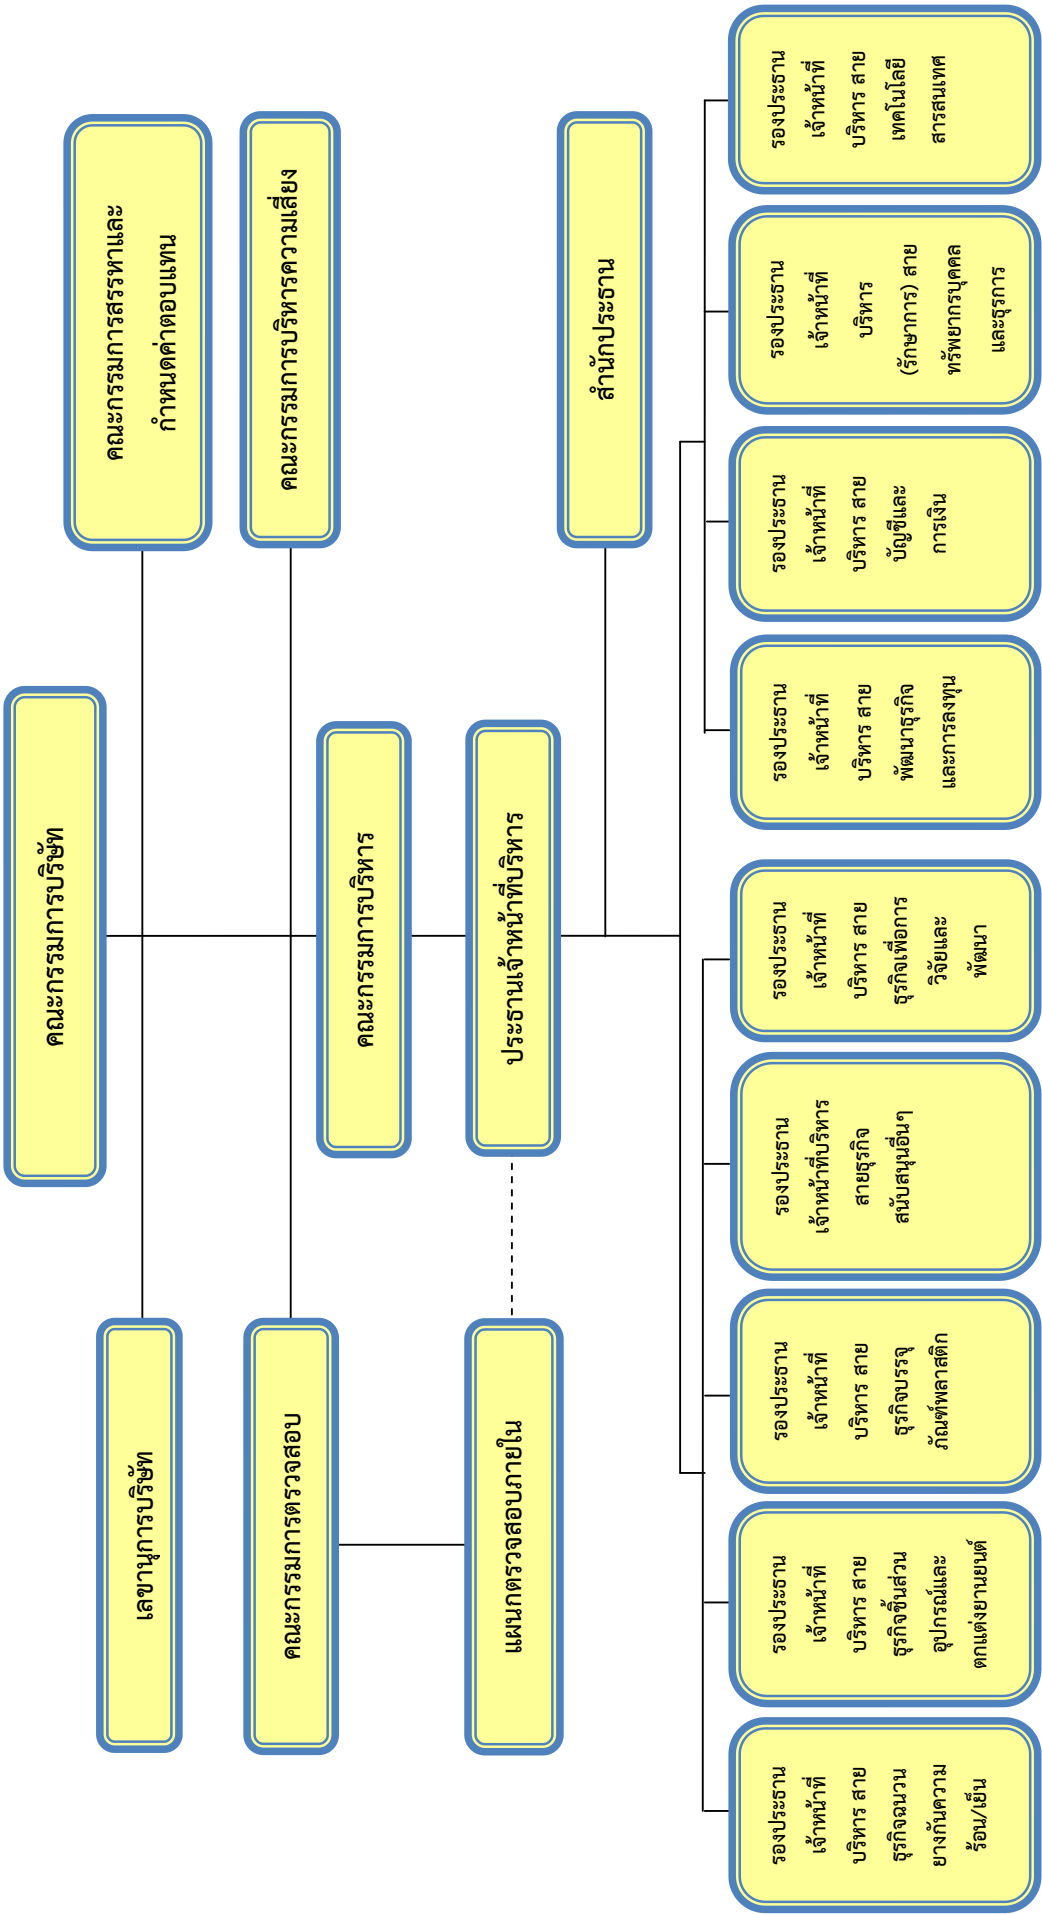 คณะกรรมการบริษัท
เลขานุการบริษัท
คณะกรรมการสรรหาและ
กำหนดค่าตอบแทน
คณะกรรมการตรวจสอบ
คณะกรรมการบริหารความเสี่ยง
คณะกรรมการบริหาร
แผนกตรวจสอบภายใน
ประธานเจ้าหน้าที่บริหาร
สำนักประธาน
รองประธาน
เจ้าหน้าที่
บริหาร สาย
ธุรกิจฉนวน
ยางกันความ
ร้อน/เย็น
รองประธาน
เจ้าหน้าที่
บริหาร สาย
ธุรกิจชิ้นส่วน
อุปกรณ์และ
ตกแต่งยานยนต์
รองประธาน
เจ้าหน้าที่
บริหาร สาย
ธุรกิจบรรจุ
ภัณฑ์พลาสติก
รองประธาน
เจ้าหน้าที่บริหาร
สายธุรกิจ
สนับสนุนอื่นๆ
รองประธาน
เจ้าหน้าที่
บริหาร สาย
ธุรกิจเพื่อการ
วิจัยและ
พัฒนา
รองประธาน
เจ้าหน้าที่
บริหาร สาย
พัฒนาธุรกิจ
และการลงทุน
รองประธาน
เจ้าหน้าที่
บริหาร สาย
บัญชีและ
การเงิน
รองประธาน
เจ้าหน้าที่
บริหาร
(รักษาการ) สาย
ทรัพยากรบุคคล
และธุรการ
รองประธาน
เจ้าหน้าที่
บริหาร สาย
เทคโนโลยี
สารสนเทศ